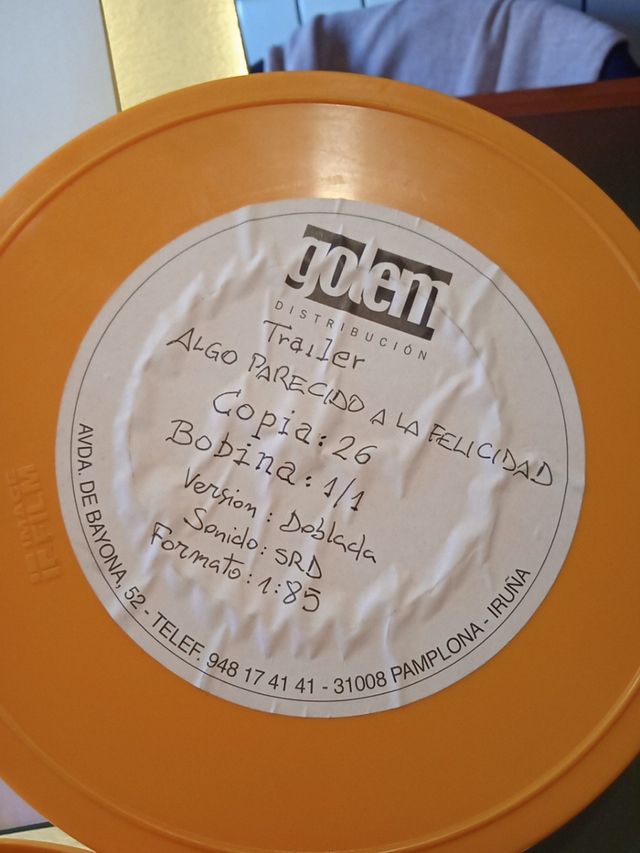 golem
DISTRIBUCIÓN
Trailer
ALGO PARECIDO A LA FELICIDAD
Copia: 26
Bobina: 1/1
Version: Doblada
Sonido: SRD
Formato: 1:85
AVDA. DE BAYONA, 52 - TELEF. 948 17 41 41 - 31008 PAMPLONA - IRUÑA